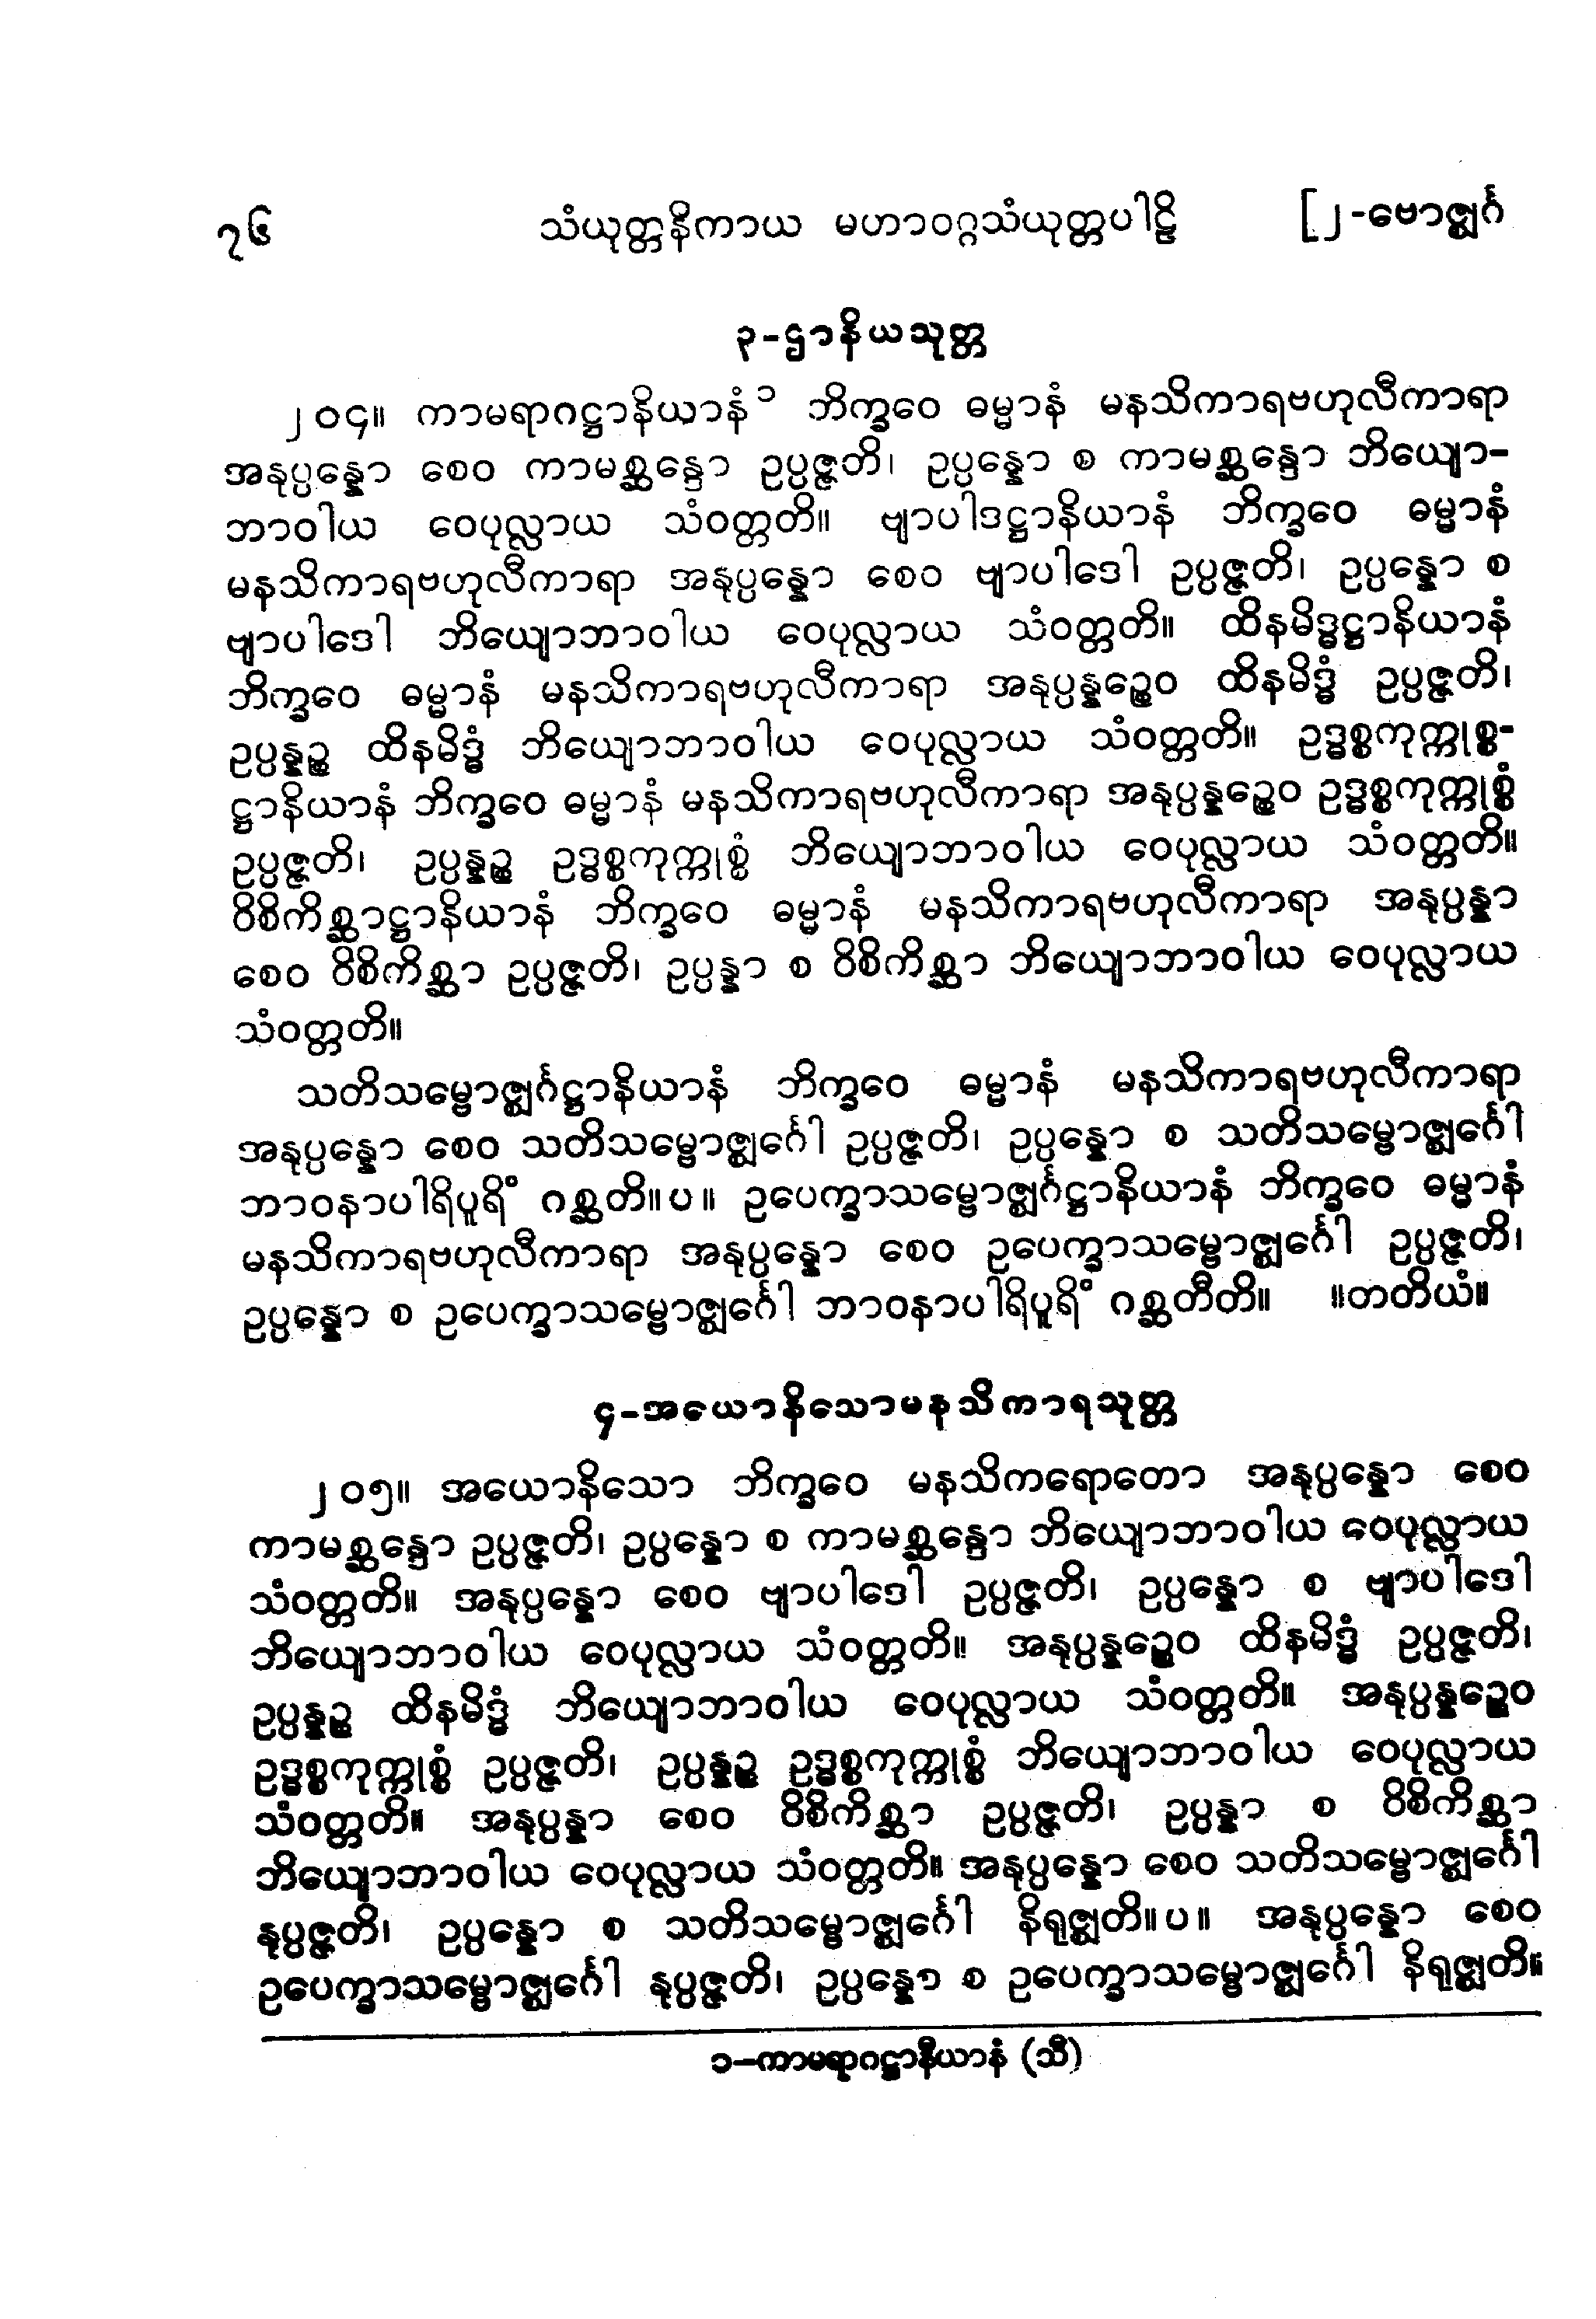 ၇၆ သံယုတ္တနိကာယ မဟာဝဂ္ဂသံယုတ္တပါဠိ [၂-ဗောဇ္ဈင်္ဂ
၃-ဌာနိယသုတ္တ
၂၀၄။ ကာမရာဂဋ္ဌာနိယာနံ^၁ ဘိက္ခဝေ ဓမ္မာနံ မနသိကာရဗဟုလီကာရာ
အနုပ္ပန္နော စေဝ ကာမစ္ဆန္ဒော ဥပ္ပဇ္ဇတိ၊ ဥပ္ပန္နော စ ကာမစ္ဆန္ဒော ဘိယျော-
ဘာဝါယ ဝေပုလ္လာယ သံဝတ္တတိ။ ဗျာပါဒဋ္ဌာနိယာနံ ဘိက္ခဝေ ဓမ္မာနံ
မနသိကာရဗဟုလီကာရာ အနုပ္ပန္နော စေဝ ဗျာပါဒေါ ဥပ္ပဇ္ဇတိ၊ ဥပ္ပန္နော စ
ဗျာပါဒေါ ဘိယျောဘာဝါယ ဝေပုလ္လာယ သံဝတ္တတိ။ ထိနမိဒ္ဓဋ္ဌာနိယာနံ
ဘိက္ခဝေ ဓမ္မာနံ မနသိကာရဗဟုလီကာရာ အနုပ္ပန္နဉ္စေဝ ထိနမိဒ္ဓံ ဥပ္ပဇ္ဇတိ၊
ဥပ္ပန္နဉ္စ ထိနမိဒ္ဓံ ဘိယျောဘာဝါယ ဝေပုလ္လာယ သံဝတ္တတိ။ ဥဒ္ဓစ္စကုက္ကုစ္စ-
ဋ္ဌာနိယာနံ ဘိက္ခဝေ ဓမ္မာနံ မနသိကာရဗဟုလီကာရာ အနုပ္ပန္နဉ္စေဝ ဥဒ္ဓစ္စကုက္ကုစ္စံ
ဥပ္ပဇ္ဇတိ၊ ဥပ္ပန္နဉ္စ ဥဒ္ဓစ္စကုက္ကုစ္စံ ဘိယျောဘာဝါယ ဝေပုလ္လာယ သံဝတ္တတိ။
ဝိစိကိစ္ဆာဋ္ဌာနိယာနံ ဘိက္ခဝေ ဓမ္မာနံ မနသိကာရဗဟုလီကာရာ အနုပ္ပန္နာ
စေဝ ဝိစိကိစ္ဆာ ဥပ္ပဇ္ဇတိ၊ ဥပ္ပန္နာ စ ဝိစိကိစ္ဆာ ဘိယျောဘာဝါယ ဝေပုလ္လာယ
သံဝတ္တတိ။
သတိသမ္ဗောဇ္ဈင်္ဂဋ္ဌာနိယာနံ ဘိက္ခဝေ ဓမ္မာနံ မနသိကာရဗဟုလီကာရာ
အနုပ္ပန္နော စေဝ သတိသမ္ဗောဇ္ဈင်္ဂေါ ဥပ္ပဇ္ဇတိ၊ ဥပ္ပန္နော စ သတိသမ္ဗောဇ္ဈင်္ဂေါ
ဘာဝနာပါရိပူရိံ ဂစ္ဆတိ။ပ။ ဥပေက္ခာသမ္ဗောဇ္ဈင်္ဂဋ္ဌာနိယာနံ ဘိက္ခဝေ ဓမ္မာနံ
မနသိကာရဗဟုလီကာရာ အနုပ္ပန္နော စေဝ ဥပေက္ခာသမ္ဗောဇ္ဈင်္ဂေါ ဥပ္ပဇ္ဇတိ၊
ဥပ္ပန္နော စ ဥပေက္ခာသမ္ဗောဇ္ဈင်္ဂေါ ဘာဝနာပါရိပူရိံ ဂစ္ဆတီတိ။ ။တတိယံ။
၄-အယောနိသောမနသိကာရသုတ္တ
၂၀၅။ အယောနိသော ဘိက္ခဝေ မနသိကရောတော အနုပ္ပန္နော စေဝ
ကာမစ္ဆန္ဒော ဥပ္ပဇ္ဇတိ၊ ဥပ္ပန္နော စ ကာမစ္ဆန္ဒော ဘိယျောဘာဝါယ ဝေပုလ္လာယ
သံဝတ္တတိ။ အနုပ္ပန္နော စေဝ ဗျာပါဒေါ ဥပ္ပဇ္ဇတိ၊ ဥပ္ပန္နော စ ဗျာပါဒေါ
ဘိယျောဘာဝါယ ဝေပုလ္လာယ သံဝတ္တတိ။ အနုပ္ပန္နဉ္စေဝ ထိနမိဒ္ဓံ ဥပ္ပဇ္ဇတိ၊
ဥပ္ပန္နဉ္စ ထိနမိဒ္ဓံ ဘိယျောဘာဝါယ ဝေပုလ္လာယ သံဝတ္တတိ။ အနုပ္ပန္နဉ္စေဝ
ဥဒ္ဓစ္စကုက္ကုစ္စံ ဥပ္ပဇ္ဇတိ၊ ဥပ္ပန္နဉ္စ ဥဒ္ဓစ္စကုက္ကုစ္စံ ဘိယျောဘာဝါယ ဝေပုလ္လာယ
သံဝတ္တတိ။ အနုပ္ပန္နာ စေဝ ဝိစိကိစ္ဆာ ဥပ္ပဇ္ဇတိ၊ ဥပ္ပန္နာ စ ဝိစိကိစ္ဆာ
ဘိယျောဘာဝါယ ဝေပုလ္လာယ သံဝတ္တတိ။ အနုပ္ပန္နော စေဝ သတိသမ္ဗောဇ္ဈင်္ဂေါ
နုပ္ပဇ္ဇတိ၊ ဥပ္ပန္နော စ သတိသမ္ဗောဇ္ဈင်္ဂေါ နိရုဇ္ဈတိ။ပ။ အနုပ္ပန္နော စေဝ
ဥပေက္ခာသမ္ဗောဇ္ဈင်္ဂေါ နုပ္ပဇ္ဇတိ၊ ဥပ္ပန္နော စ ဥပေက္ခာသမ္ဗောဇ္ဈင်္ဂေါ နိရုဇ္ဈတိ။
၁-ကာမရာဂဋ္ဌာနီယာနံ (သီ)